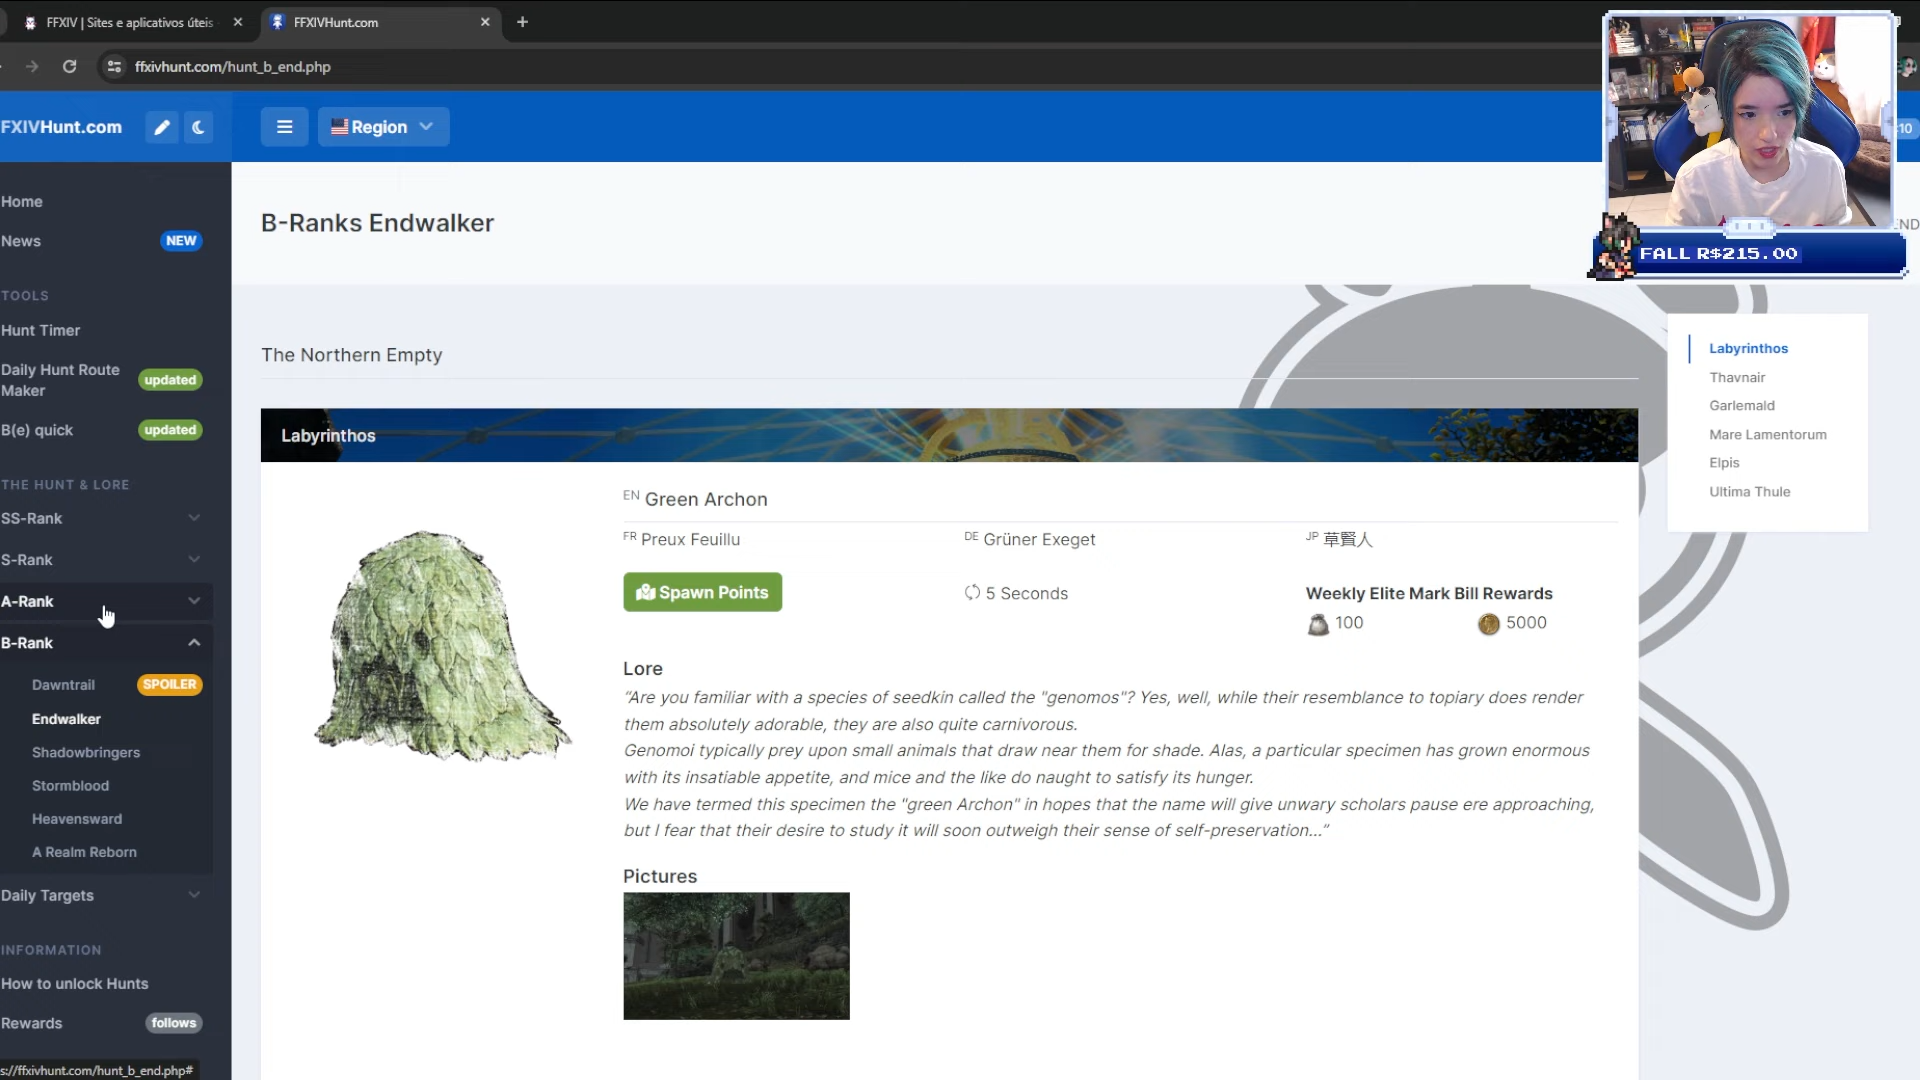 FFXIV | Sites e aplicativos úteis
FFXIVHunt.com
ffxivhunt.com/hunt_b_end.php
FXIVHunt.com
Region
:10
Home
News NEW
TOOLS
Hunt Timer
Daily Hunt Route
Maker
updated
B(e) quick updated
THE HUNT & LORE
SS-Rank
S-Rank
A-Rank
B-Rank
Dawntrail SPOILER
Endwalker
Shadowbringers
Stormblood
Heavensward
A Realm Reborn
Daily Targets
INFORMATION
How to unlock Hunts
Rewards follows
s://ffxivhunt.com/hunt_b_end.php#
B-Ranks Endwalker
END
FALL R$215.00
The Northern Empty
Labyrinthos
EN Green Archon
FR Preux Feuillu
DE Grüner Exeget
JP 草賢人
Spawn Points
5 Seconds
Weekly Elite Mark Bill Rewards
100 5000
Lore
“Are you familiar with a species of seedkin called the "genomos"? Yes, well, while their resemblance to topiary does render
them absolutely adorable, they are also quite carnivorous.
Genomoi typically prey upon small animals that draw near them for shade. Alas, a particular specimen has grown enormous
with its insatiable appetite, and mice and the like do naught to satisfy its hunger.
We have termed this specimen the "green Archon" in hopes that the name will give unwary scholars pause ere approaching,
but I fear that their desire to study it will soon outweigh their sense of self-preservation...”
Pictures
Labyrinthos
Thavnair
Garlemald
Mare Lamentorum
Elpis
Ultima Thule